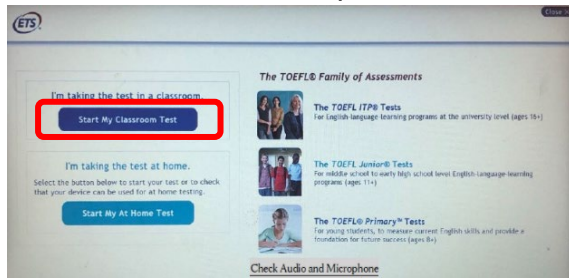 ETS
Close
I'm taking the test in a classroom.
Start My Classroom Test
I'm taking the test at home.
Select the button below to start your test or to check
that your device can be used for at home testing.
Start My At Home Test
The TOEFL® Family of Assessments
The TOEFL ITP® Tests
For English-language learning programs at the university level (ages 16+)
The TOEFL Junior® Tests
For middle school to early high school level English-language-learning
programs (ages 11+)
The TOEFL® Primary™ Tests
For young students, to measure current English skills and provide a
foundation for future success (ages 8+)
Check Audio and Microphone